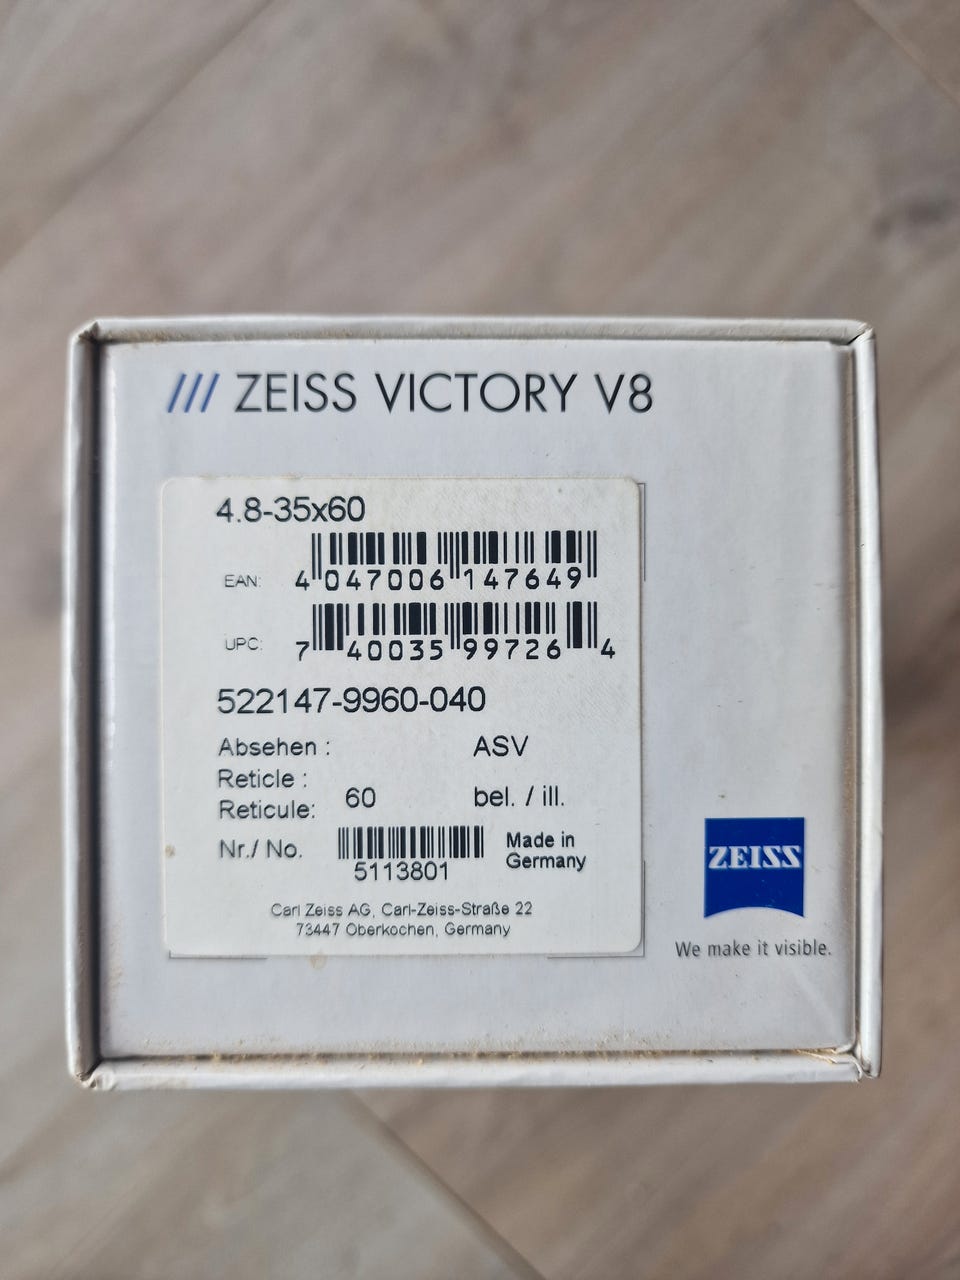 /// ZEISS VICTORY V8
4.8-35x60
EAN: 4 047006 147649
UPC: 7 40035 99726 4
522147-9960-040
Absehen : ASV
Reticle :
Reticule: 60 bel. / ill.
Nr./ No. 5113801 Made in
Germany
Carl Zeiss AG, Carl-Zeiss-Straße 22
73447 Oberkochen, Germany
ZEISS
We make it visible.